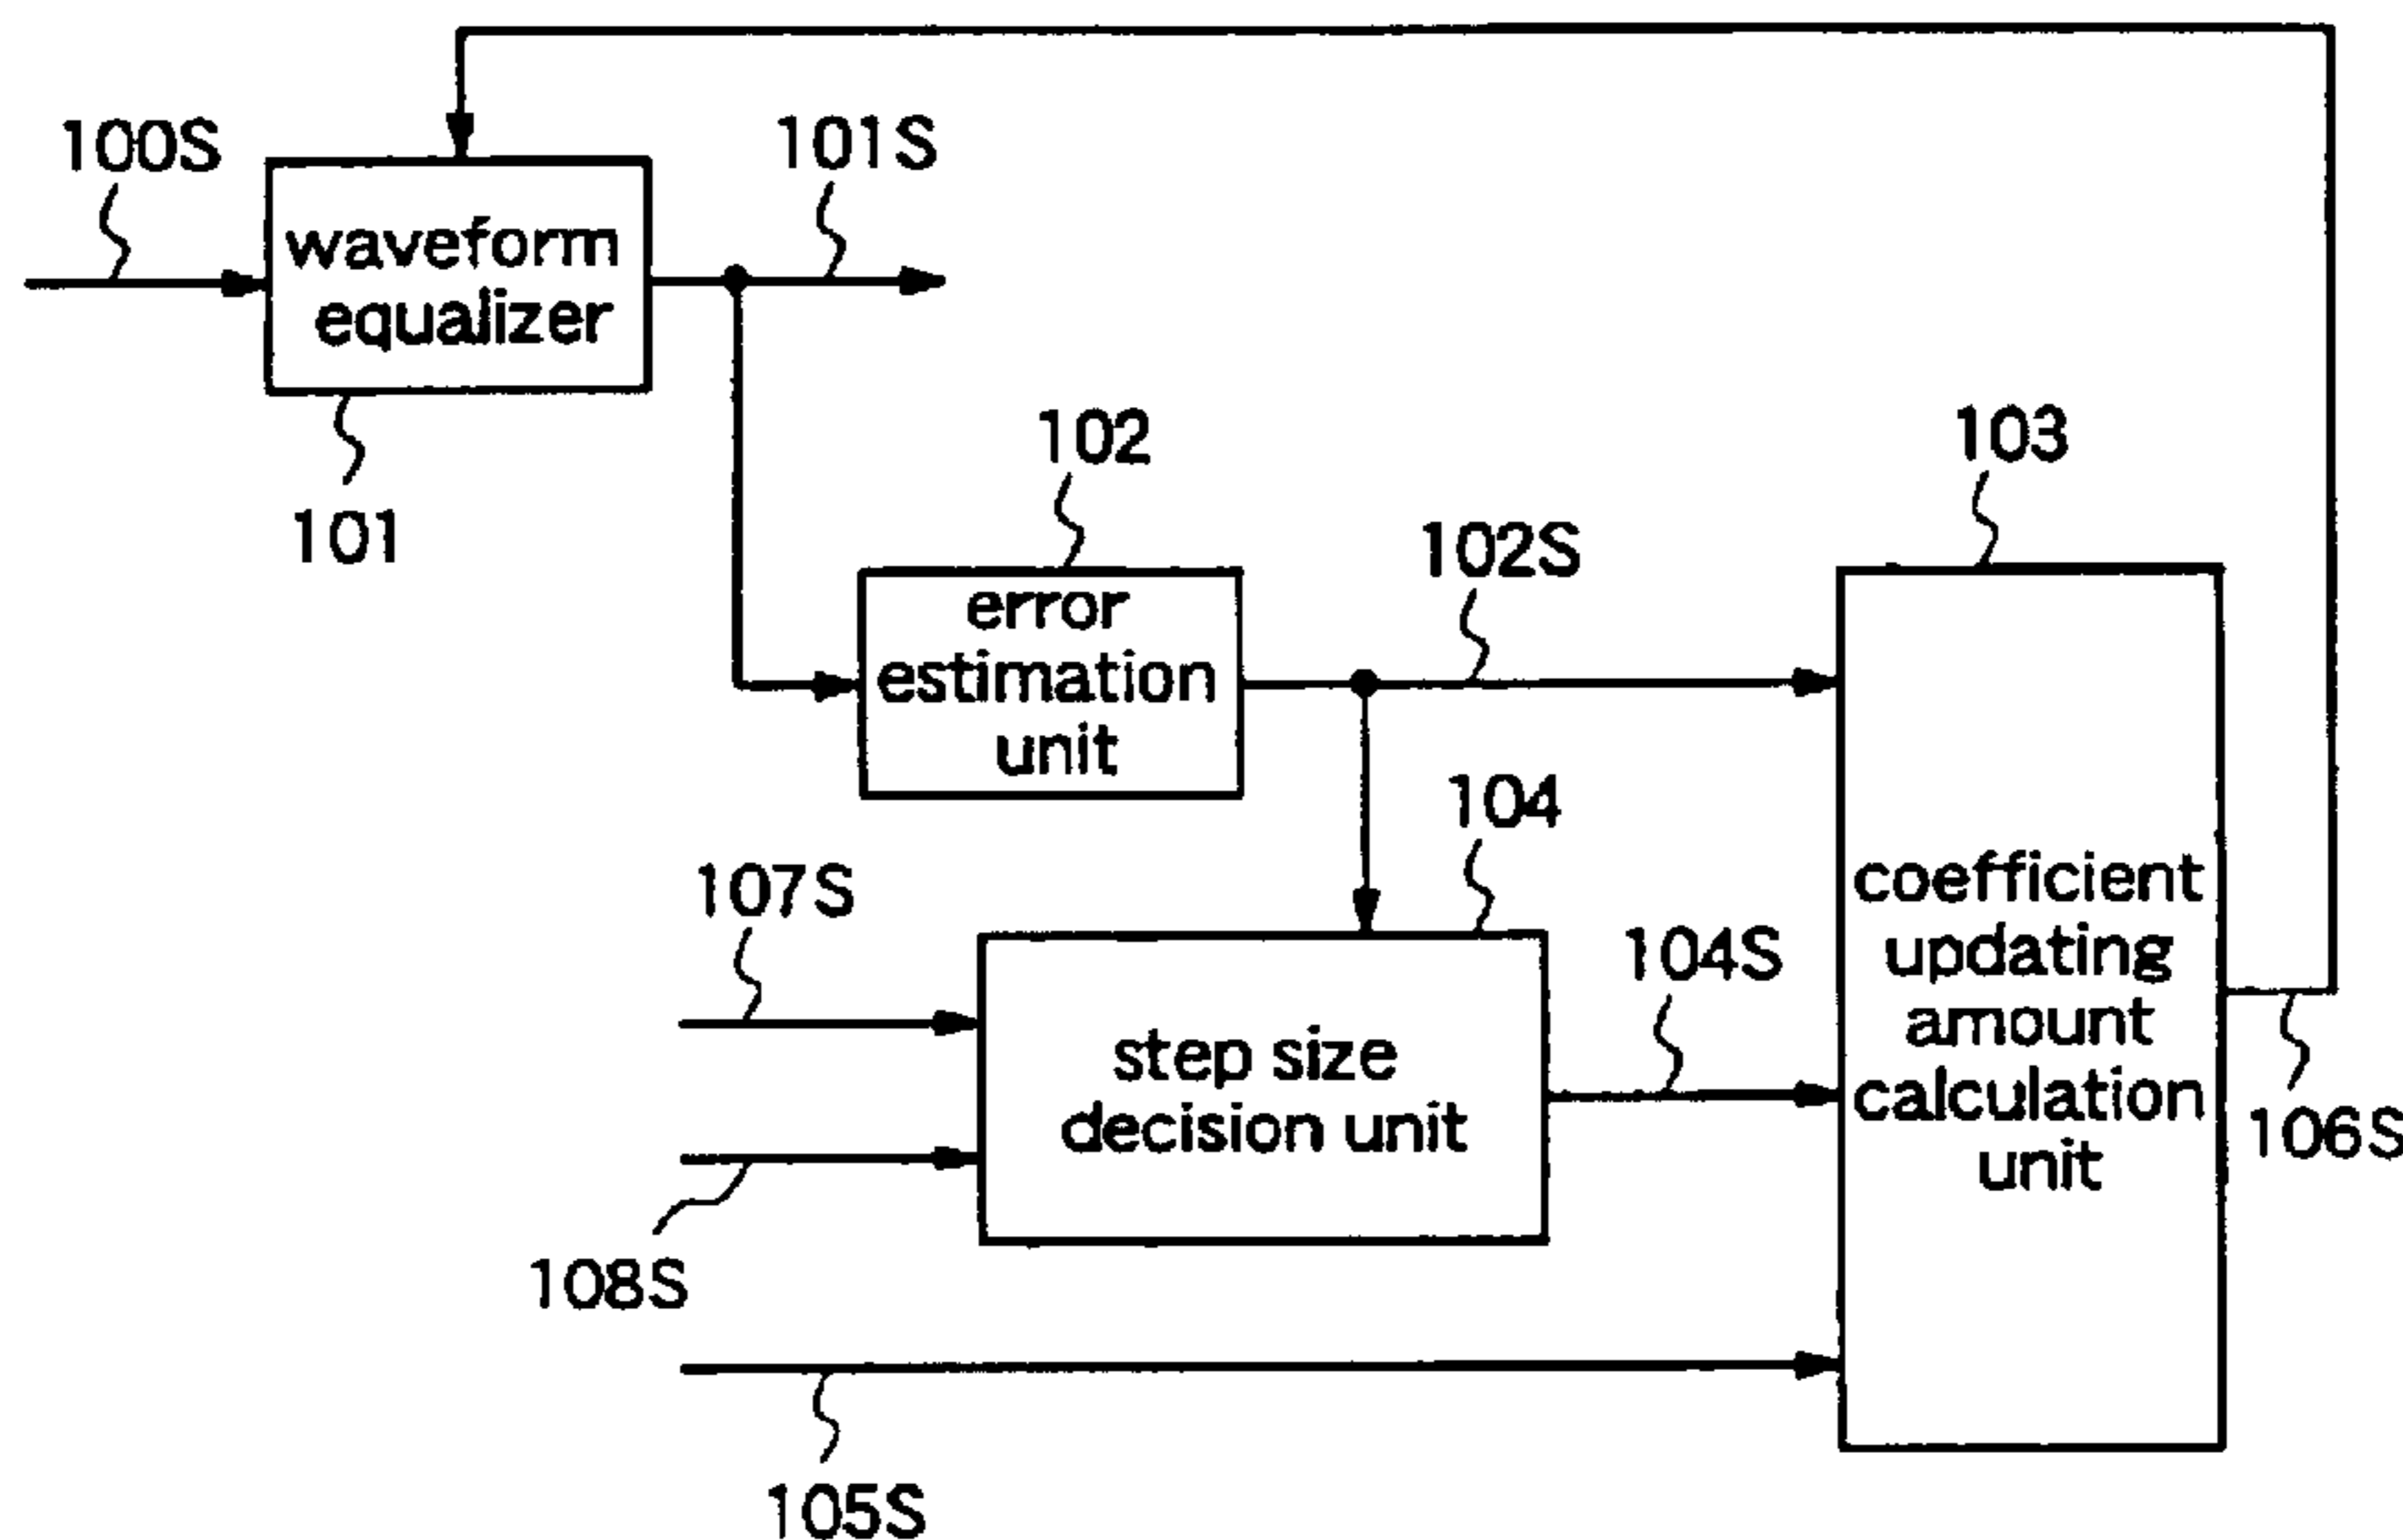 100S
101S
waveform
equalizer
101
102
103
102S
error
estimation
unit
104
107S
104S
coefficient
updating
amount
calculation
unit
step size
decision unit
106S
108S
105S